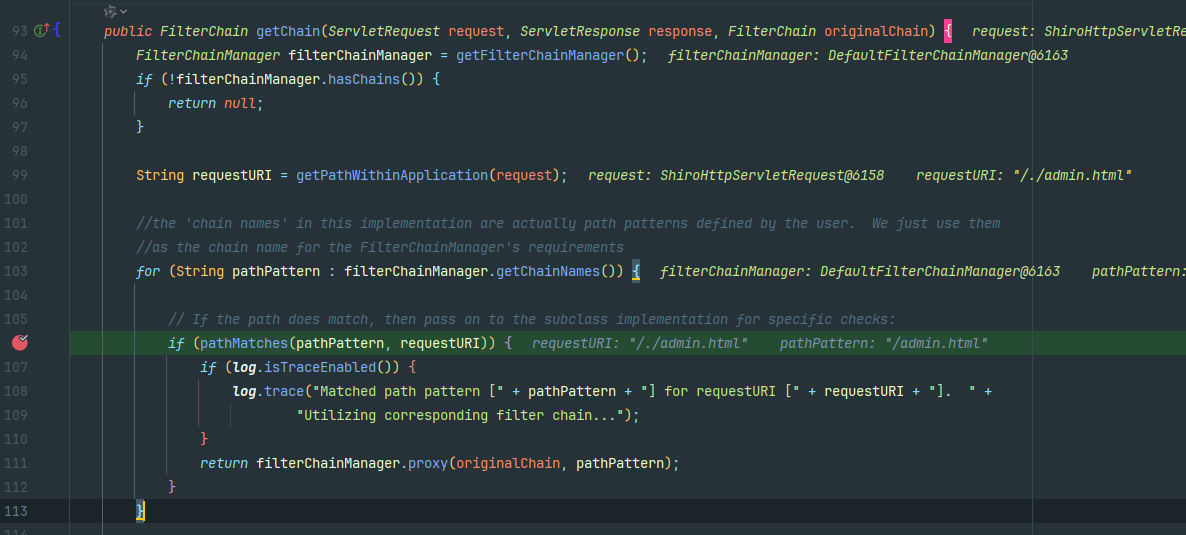 93 public FilterChain getChain(ServletRequest request, ServletResponse response, FilterChain originalChain) { request: ShiroHttpServletRe
94 FilterChainManager filterChainManager = getFilterChainManager(); filterChainManager: DefaultFilterChainManager@6163
95 if (!filterChainManager.hasChains()) {
96 return null;
97 }
98
99 String requestURI = getPathWithinApplication(request); request: ShiroHttpServletRequest@6158 requestURI: "/./admin.html"
100
101 //the 'chain names' in this implementation are actually path patterns defined by the user. We just use them
102 //as the chain name for the FilterChainManager's requirements
103 for (String pathPattern : filterChainManager.getChainNames()) { filterChainManager: DefaultFilterChainManager@6163 pathPattern:
104
105 // If the path does match, then pass on to the subclass implementation for specific checks:
if (pathMatches(pathPattern, requestURI)) { requestURI: "/./admin.html" pathPattern: "/admin.html"
107 if (log.isTraceEnabled()) {
108 log.trace("Matched path pattern [" + pathPattern + "] for requestURI [" + requestURI + "]. " +
109 "Utilizing corresponding filter chain...");
110 }
111 return filterChainManager.proxy(originalChain, pathPattern);
112 }
113 }
114